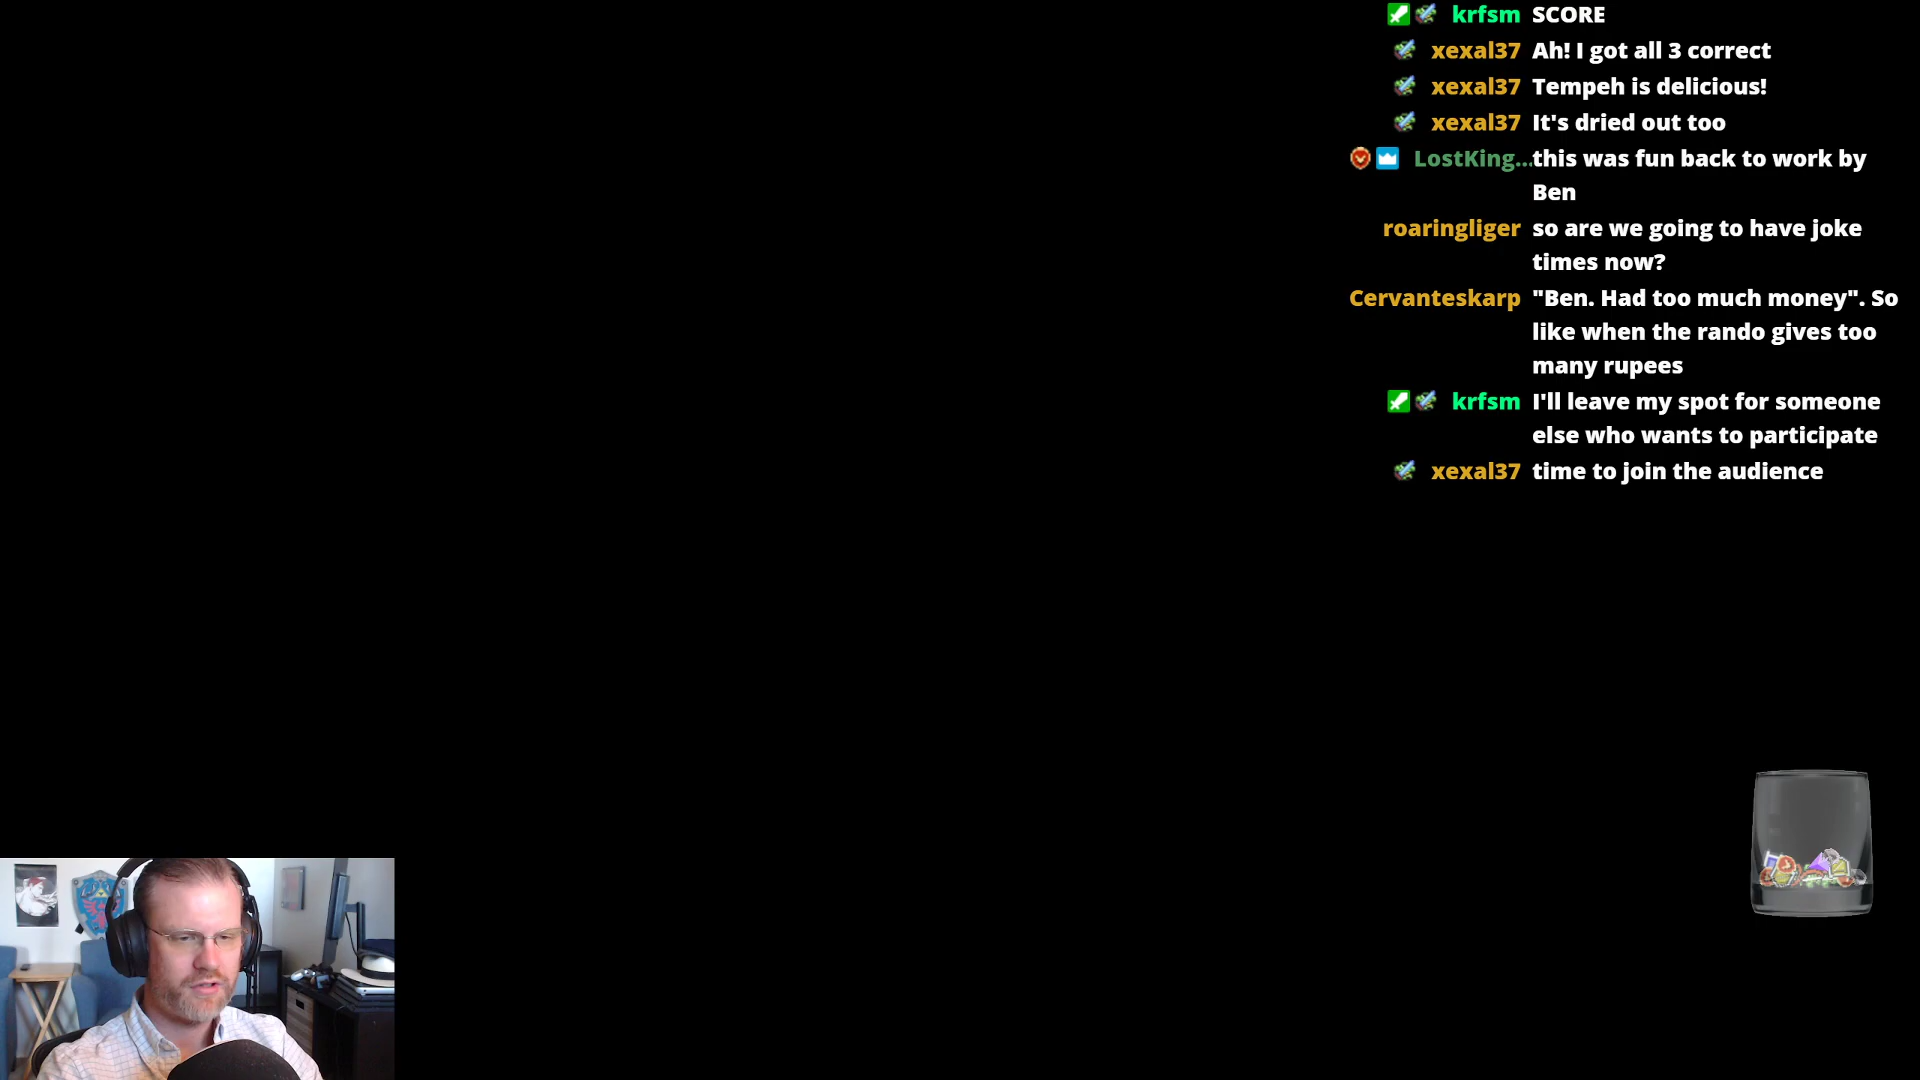 krfsm SCORE
xexal37 Ah! I got all 3 correct
xexal37 Tempeh is delicious!
xexal37 It's dried out too
LostKing... this was fun back to work by
Ben
roaringliger so are we going to have joke
times now?
Cervanteskarp "Ben. Had too much money". So
like when the rando gives too
many rupees
krfsm I'll leave my spot for someone
else who wants to participate
xexal37 time to join the audience